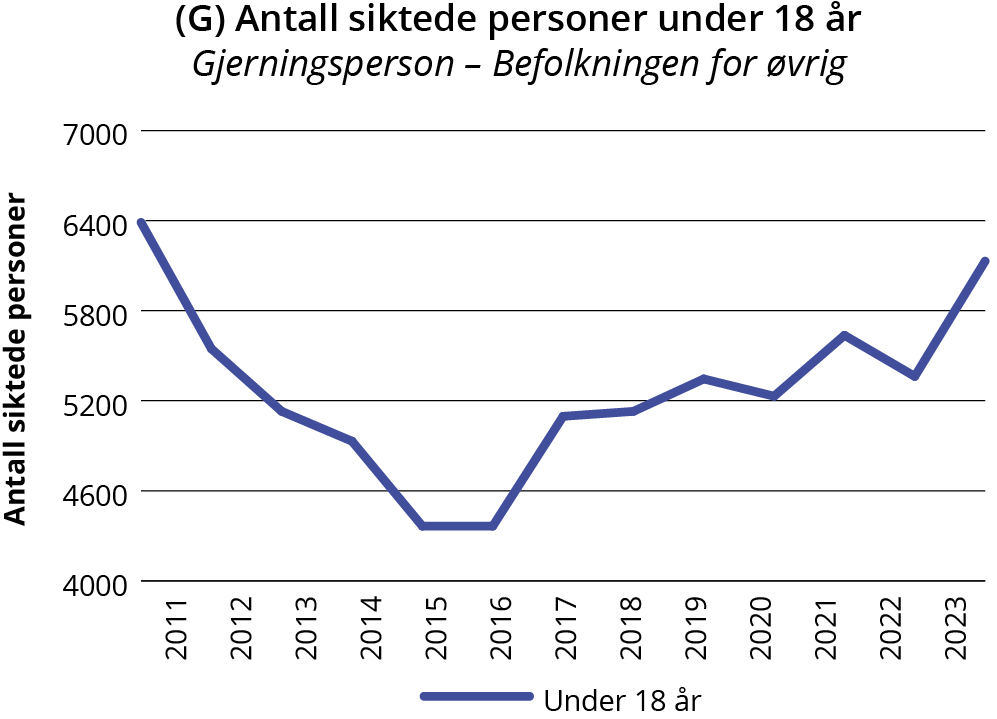 (G) Antall siktede personer under 18 år
Gjerningsperson – Befolkningen for øvrig
Antall siktede personer
7000
6400
5800
5200
4600
4000
2011 2012 2013 2014 2015 2016 2017 2018 2019 2020 2021 2022 2023
Under 18 år